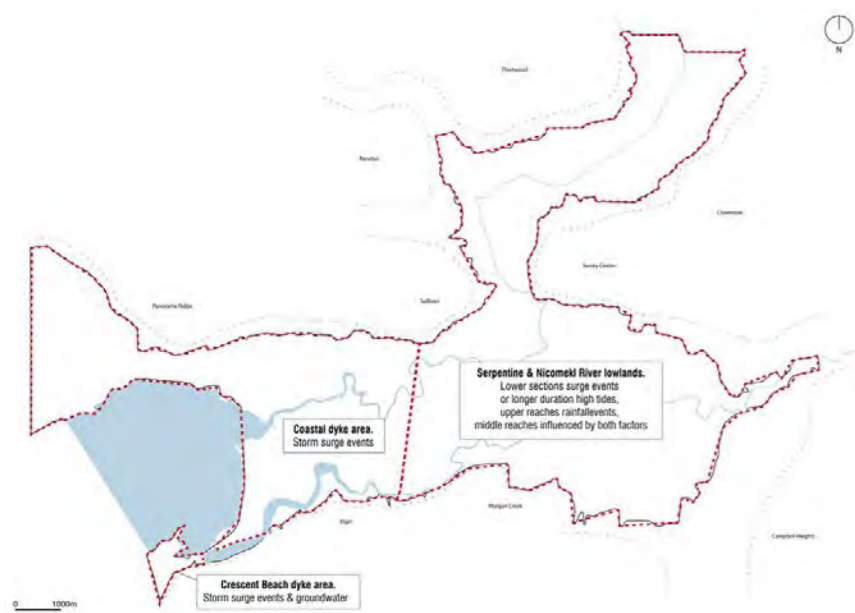 N
Fleetwood
Newton
Cloverdale
Surrey Centre
Panorama Ridge
Sullivan
Serpentine & Nicomekl River lowlands.
Lower sections surge events
or longer duration high tides,
upper reaches rainfallevents,
middle reaches influenced by both factors
Coastal dyke area.
Storm surge events
Elgin
Morgan Creek
Campbell Heights
Crescent Beach dyke area.
Storm surge events & groundwater
0 1000m